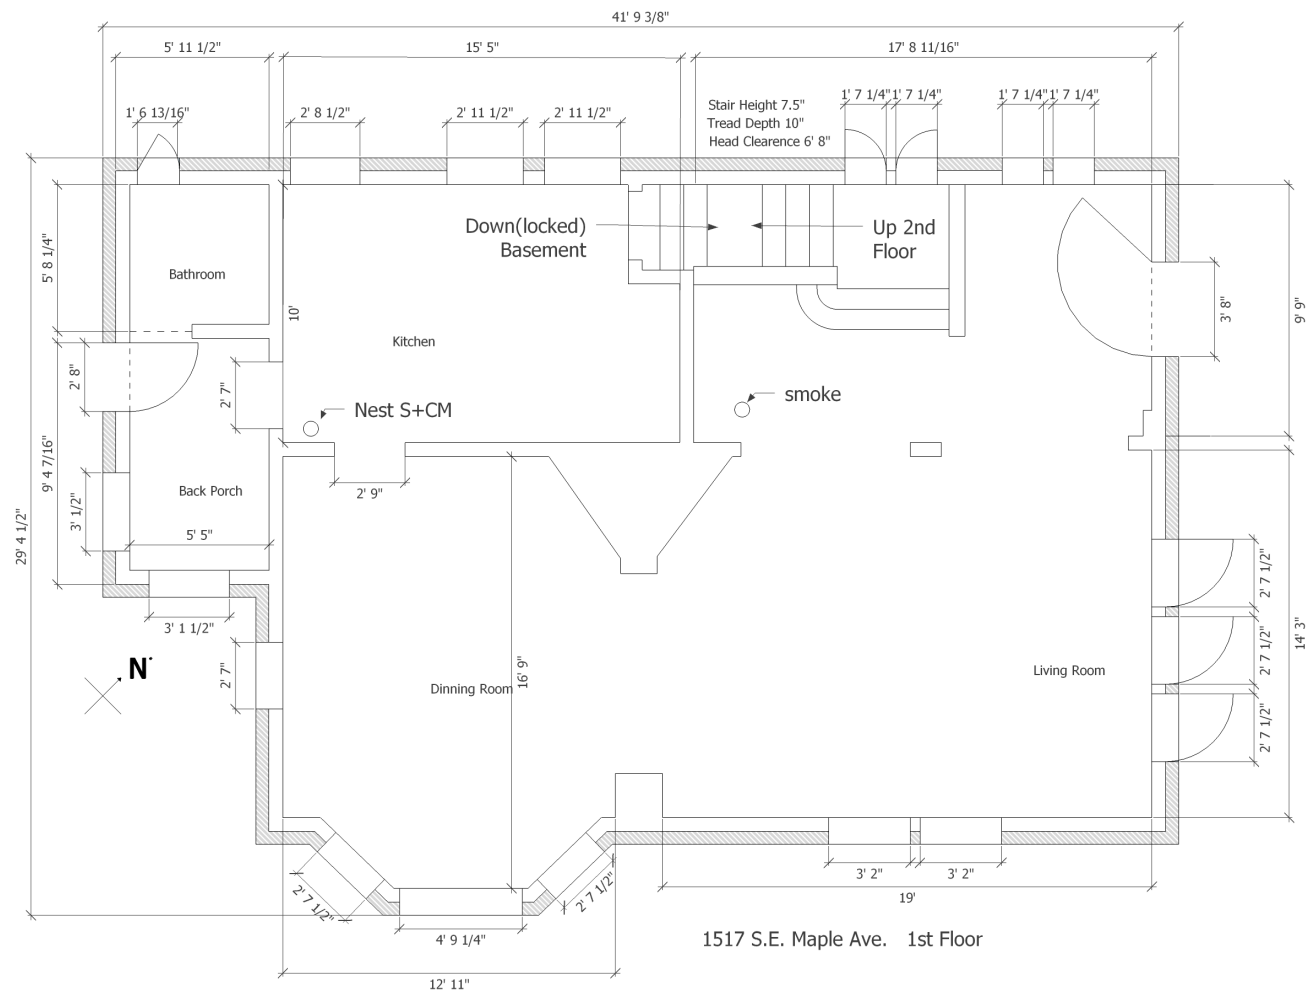 41' 9 3/8"
5' 11 1/2"
15' 5"
17' 8 11/16"
1' 6 13/16"
2' 8 1/2"
2' 11 1/2"
2' 11 1/2"
Stair Height 7.5"
Tread Depth 10"
Head Clearence 6' 8"
1' 7 1/4"
1' 7 1/4"
1' 7 1/4"
1' 7 1/4"
Down(locked)
Basement
Up 2nd
Floor
5' 8 1/4"
Bathroom
10'
Kitchen
3' 8"
9' 9"
2' 8"
2' 7"
Nest S+CM
smoke
9' 4 7/16"
Back Porch
2' 9"
3' 1/2"
5' 5"
29' 4 1/2"
2' 7 1/2"
3' 1 1/2"
2' 7 1/2"
14' 3"
N
2' 7"
Dinning Room
16' 9"
Living Room
2' 7 1/2"
2' 7 1/2"
2' 7 1/2"
3' 2"
3' 2"
19'
4' 9 1/4"
1517 S.E. Maple Ave. 1st Floor
12' 11"